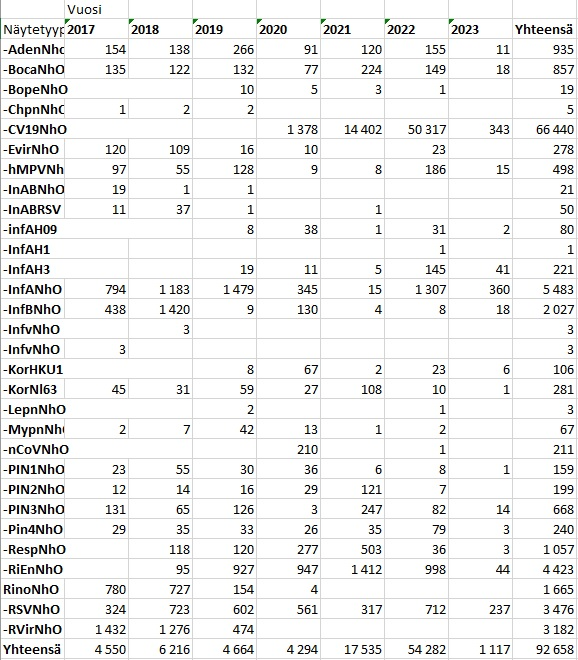 Vuosi
Näytetyyp 2017 2018 2019 2020 2021 2022 2023 Yhteensä
-AdenNho 154 138 266 91 120 155 11 935
-BocaNhO 135 122 132 77 224 149 18 857
-BopeNhO 10 5 3 1 19
-ChpnNhO 1 2 2 5
-CV19NhO 1 378 14 402 50 317 343 66 440
-EvirNhO 120 109 16 10 23 278
-hMPVNh 97 55 128 9 8 186 15 498
-InABNhO 19 1 1 21
-InABRSV 11 37 1 1 50
-infAH09 8 38 1 31 2 80
-InfAH1 1 1
-InfAH3 19 11 5 145 41 221
-InfANhO 794 1 183 1 479 345 15 1 307 360 5 483
-InfBNhO 438 1 420 9 130 4 8 18 2 027
-InfvNhO 3 3
-InfvNhO 3 3
-KorHKU1 8 67 2 23 6 106
-KorNl63 45 31 59 27 108 10 1 281
-LepnNhO 2 1 3
-MypnNh 2 7 42 13 1 2 67
-nCoVNhO 210 1 211
-PIN1NhO 23 55 30 36 6 8 1 159
-PIN2NhO 12 14 16 29 121 7 199
-PIN3NhO 131 65 126 3 247 82 14 668
-Pin4NhO 29 35 33 26 35 79 3 240
-RespNhO 118 120 277 503 36 3 1 057
-RiEnNhO 95 927 947 1 412 998 44 4 423
RinoNhO 780 727 154 4 1 665
-RSVNhO 324 723 602 561 317 712 237 3 476
-RVirNhO 1 432 1 276 474 3 182
Yhteensä 4 550 6 216 4 664 4 294 17 535 54 282 1 117 92 658